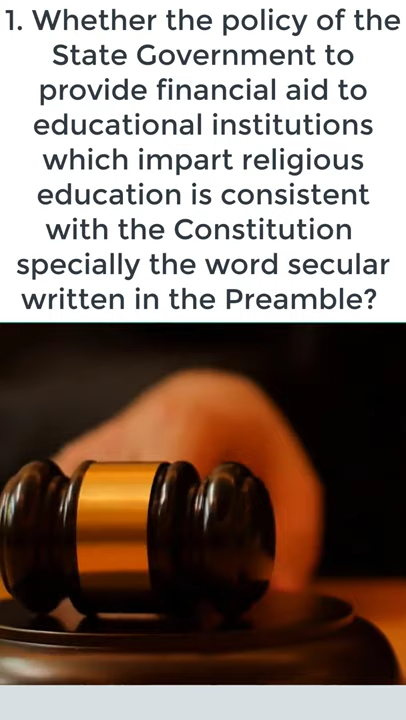 1. Whether the policy of the
State Government to
provide financial aid to
educational institutions
which impart religious
education is consistent
with the Constitution
specially the word secular
written in the Preamble?